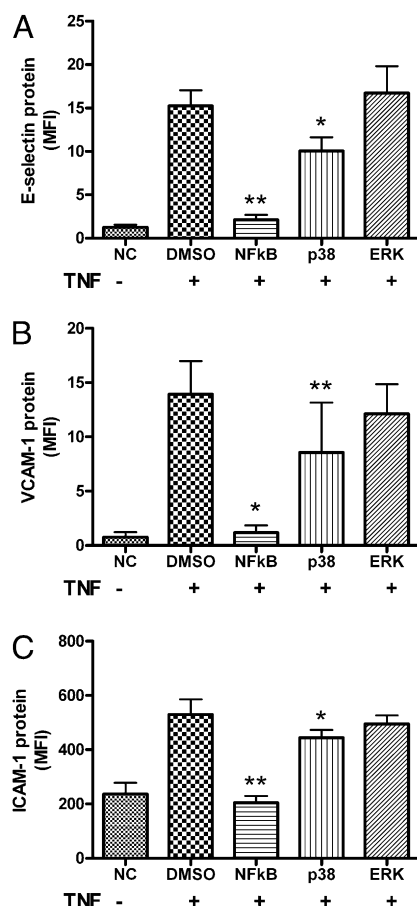 A
E-selectin protein
(MFI)
25
20
15
10
5
0
**
*
NC DMSO NFkB p38 ERK
TNF - + + + +
B
VCAM-1 protein
(MFI)
20
15
10
5
0
**
*
NC DMSO NFkB p38 ERK
TNF - + + + +
C
ICAM-1 protein
(MFI)
800
600
400
200
0
*
**
NC DMSO NFkB p38 ERK
TNF - + + + +